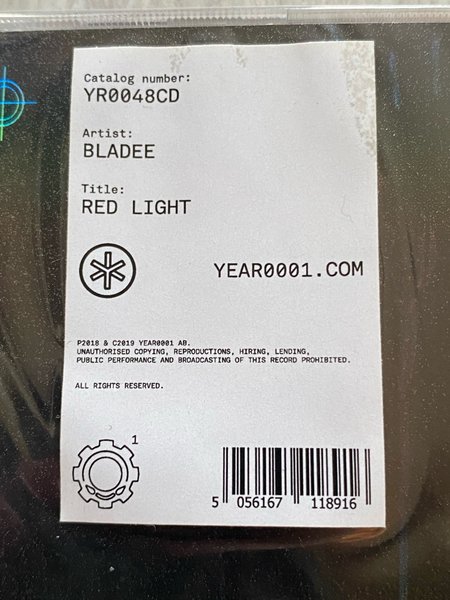 Catalog number:
YR0048CD
Artist:
BLADEE
Title:
RED LIGHT
YEAR0001.COM
P2018 & C2019 YEAR0001 AB.
UNAUTHORISED COPYING, REPRODUCTIONS, HIRING, LENDING,
PUBLIC PERFORMANCE AND BROADCASTING OF THIS RECORD PROHIBITED.
ALL RIGHTS RESERVED.
1
5 056167 118916